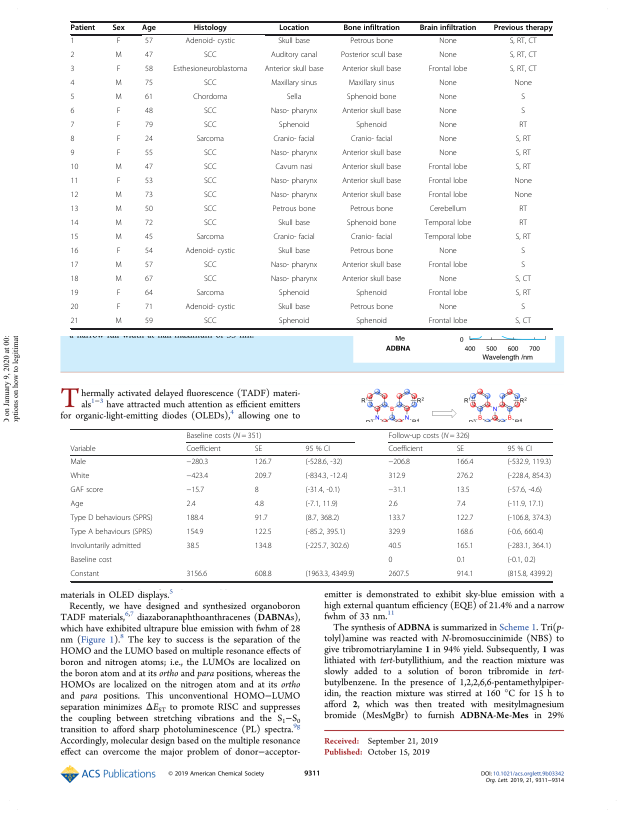 Patient Sex Age Histology Location Bone infiltration Brain infiltration Previous therapy
1 F 57 Adenoid- cystic Skull base Petrous bone None S, RT, CT
2 M 47 SCC Auditory canal Posterior scull base None S, RT, CT
3 F 58 Esthesioneuroblastoma Anterior skull base Anterior skull base Frontal lobe S, RT, CT
4 M 75 SCC Maxillary sinus Maxillary sinus None None
5 M 61 Chordoma Sella Sphenoid bone None S
6 F 48 SCC Naso- pharynx Anterior skull base None S
7 F 79 SCC Sphenoid Sphenoid None RT
8 F 24 Sarcoma Cranio- facial Cranio- facial None S, RT
9 F 55 SCC Naso- pharynx Anterior skull base None S, RT
10 M 47 SCC Cavum nasi Anterior skull base Frontal lobe S, RT
11 F 53 SCC Naso- pharynx Anterior skull base Frontal lobe None
12 M 73 SCC Naso- pharynx Anterior skull base Frontal lobe None
13 M 50 SCC Petrous bone Petrous bone Cerebellum RT
14 M 72 SCC Skull base Sphenoid bone Temporal lobe RT
15 M 45 Sarcoma Cranio- facial Cranio- facial Temporal lobe S, RT
16 F 54 Adenoid- cystic Skull base Petrous bone None S
17 M 57 SCC Naso- pharynx Anterior skull base Frontal lobe S
18 M 67 SCC Naso- pharynx Anterior skull base None S, CT
19 F 64 Sarcoma Sphenoid Sphenoid Frontal lobe S, RT
20 F 71 Adenoid- cystic Skull base Petrous bone None S
21 M 59 SCC Sphenoid Sphenoid Frontal lobe S, CT
Me
ADBNA
0
400 500 600 700
Wavelength /nm
on January 9, 2020 at 00:
options on how to legitimat
Thermally activated delayed fluorescence (TADF) materi-
als1−3 have attracted much attention as efficient emitters
for organic-light-emitting diodes (OLEDs),4 allowing one to
Baseline costs (N = 351) Follow-up costs (N = 326)
Variable Coefficient SE 95 % CI Coefficient SE 95 % CI
Male −280.3 126.7 (-528.6, -32) −206.8 166.4 (-532.9, 119.3)
White −423.4 209.7 (-834.3, -12.4) 312.9 276.2 (-228.4, 854.3)
GAF score −15.7 8 (-31.4, -0.1) −31.1 13.5 (-57.6, -4.6)
Age 2.4 4.8 (-7.1, 11.9) 2.6 7.4 (-11.9, 17.1)
Type D behaviours (SPRS) 188.4 91.7 (8.7, 368.2) 133.7 122.7 (-106.8, 374.3)
Type A behaviours (SPRS) 154.9 122.5 (-85.2, 395.1) 329.9 168.6 (-0.6, 660.4)
Involuntarily admitted 38.5 134.8 (-225.7, 302.6) 40.5 165.1 (-283.1, 364.1)
Baseline cost 0 0.1 (-0.1, 0.2)
Constant 3156.6 608.8 (1963.3, 4349.9) 2607.5 914.1 (815.8, 4399.2)
materials in OLED displays.5
Recently, we have designed and synthesized organoboron
TADF materials,6,7 diazaboranaphthoanthracenes (DABNAs),
which have exhibited ultrapure blue emission with fwhm of 28
nm (Figure 1).8 The key to success is the separation of the
HOMO and the LUMO based on multiple resonance effects of
boron and nitrogen atoms; i.e., the LUMOs are localized on
the boron atom and at its ortho and para positions, whereas the
HOMOs are localized on the nitrogen atom and at its ortho
and para positions. This unconventional HOMO−LUMO
separation minimizes ΔEST to promote RISC and suppresses
the coupling between stretching vibrations and the S1−S0
transition to afford sharp photoluminescence (PL) spectra.9g
Accordingly, molecular design based on the multiple resonance
effect can overcome the major problem of donor−acceptor-
emitter is demonstrated to exhibit sky-blue emission with a
high external quantum efficiency (EQE) of 21.4% and a narrow
fwhm of 33 nm.11
The synthesis of ADBNA is summarized in Scheme 1. Tri(p-
tolyl)amine was reacted with N-bromosuccinimide (NBS) to
give tribromotriarylamine 1 in 94% yield. Subsequently, 1 was
lithiated with tert-butyllithium, and the reaction mixture was
slowly added to a solution of boron tribromide in tert-
butylbenzene. In the presence of 1,2,2,6,6-pentamethylpiper-
idin, the reaction mixture was stirred at 160 °C for 15 h to
afford 2, which was then treated with mesitylmagnesium
bromide (MesMgBr) to furnish ADBNA-Me-Mes in 29%
Received: September 21, 2019
Published: October 15, 2019
ACS Publications © 2019 American Chemical Society 9311 DOI: 10.1021/acs.orglett.9b03342
Org. Lett. 2019, 21, 9311−9314